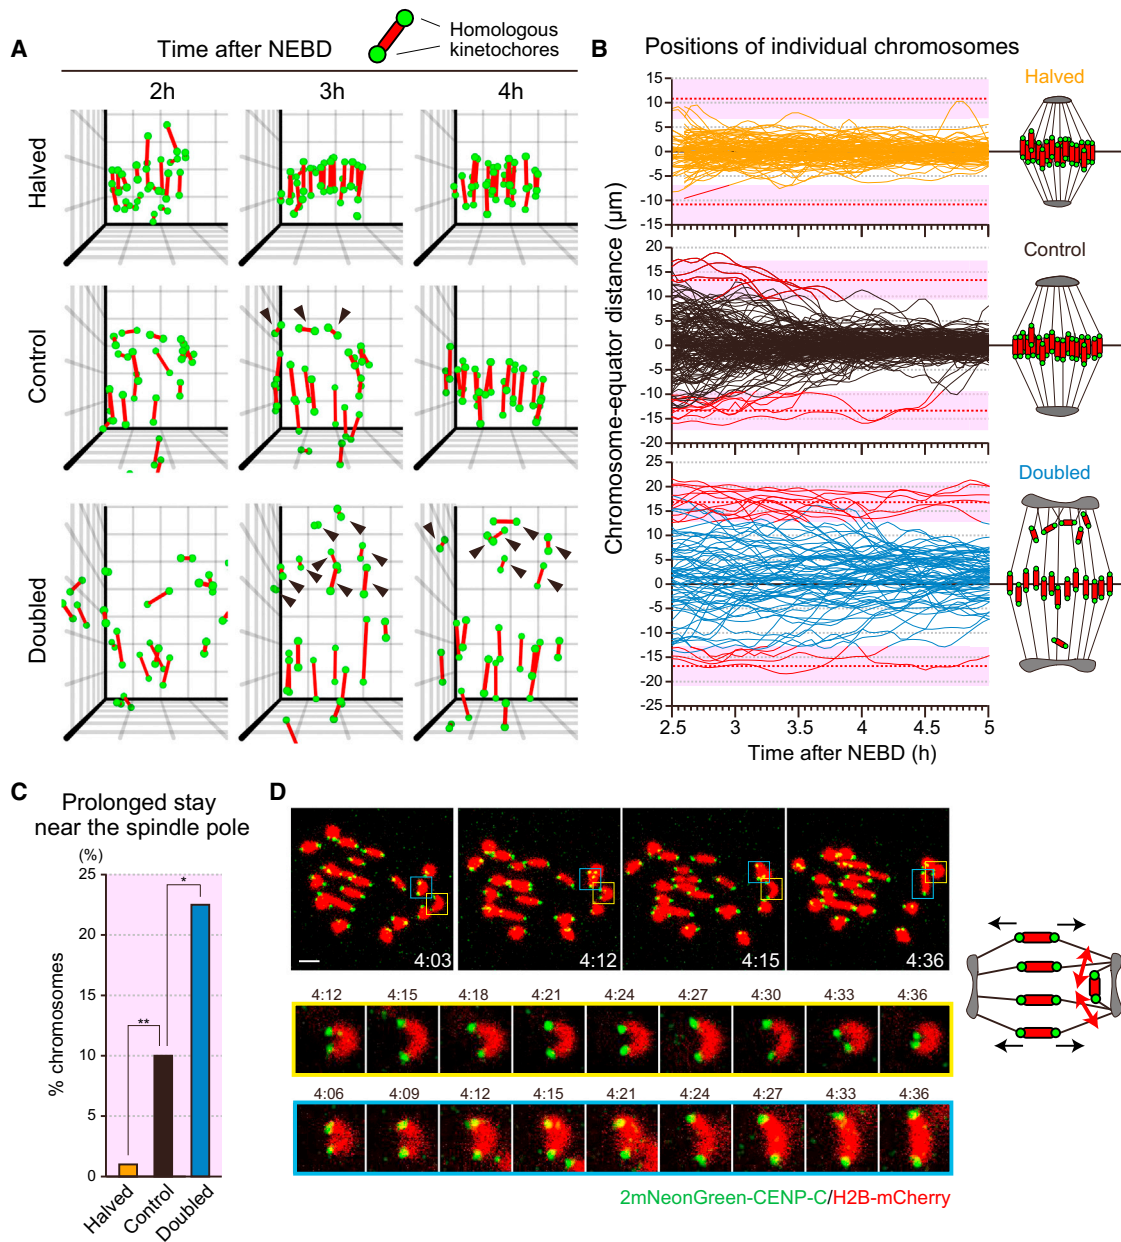 A
Time after NEBD
Homologous
kinetochores
2h
3h
4h
Halved
Control
Doubled
B
Positions of individual chromosomes
Chromosome-equator distance (μm)
15
10
5
0
-5
-10
-15
Halved
20
15
10
5
0
-5
-10
-15
-20
Control
25
20
15
10
5
0
-5
-10
-15
-20
-25
Doubled
2.5
3
3.5
4
4.5
5
Time after NEBD (h)
C
Prolonged stay
near the spindle pole
(%)
% chromosomes
25
20
15
10
5
0
**
*
Halved
Control
Doubled
D
4:03
4:12
4:15
4:36
4:12 4:15 4:18 4:21 4:24 4:27 4:30 4:33 4:36
4:06 4:09 4:12 4:15 4:21 4:24 4:27 4:33 4:36
2mNeonGreen-CENP-C/H2B-mCherry